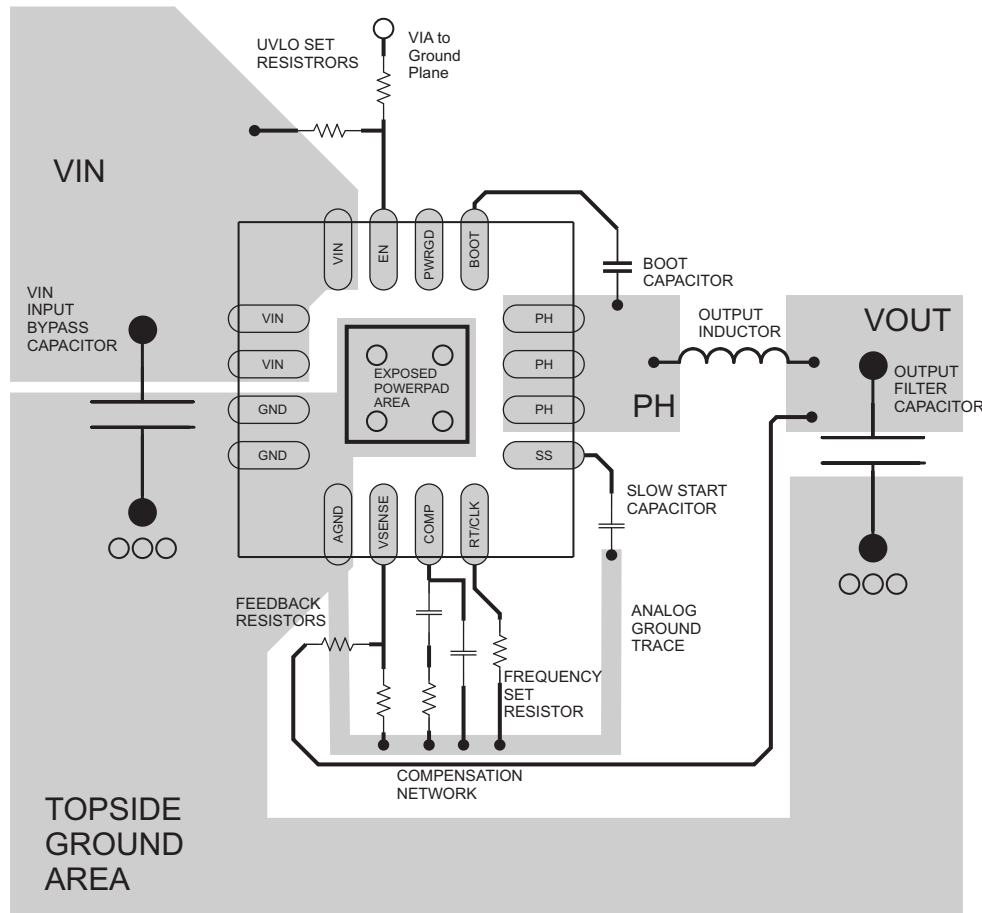 UVLO SET
RESISTRORS
VIA to
Ground
Plane
VIN
VIN
EN
PWRGD
BOOT
BOOT
CAPACITOR
VIN
INPUT
BYPASS
CAPACITOR
VIN
VIN
GND
GND
EXPOSED
POWERPAD
AREA
PH
PH
PH
SS
OUTPUT
INDUCTOR
VOUT
PH
OUTPUT
FILTER
CAPACITOR
SLOW START
CAPACITOR
AGND
VSENSE
COMP
RT/CLK
FEEDBACK
RESISTORS
ANALOG
GROUND
TRACE
FREQUENCY
SET
RESISTOR
COMPENSATION
NETWORK
TOPSIDE
GROUND
AREA